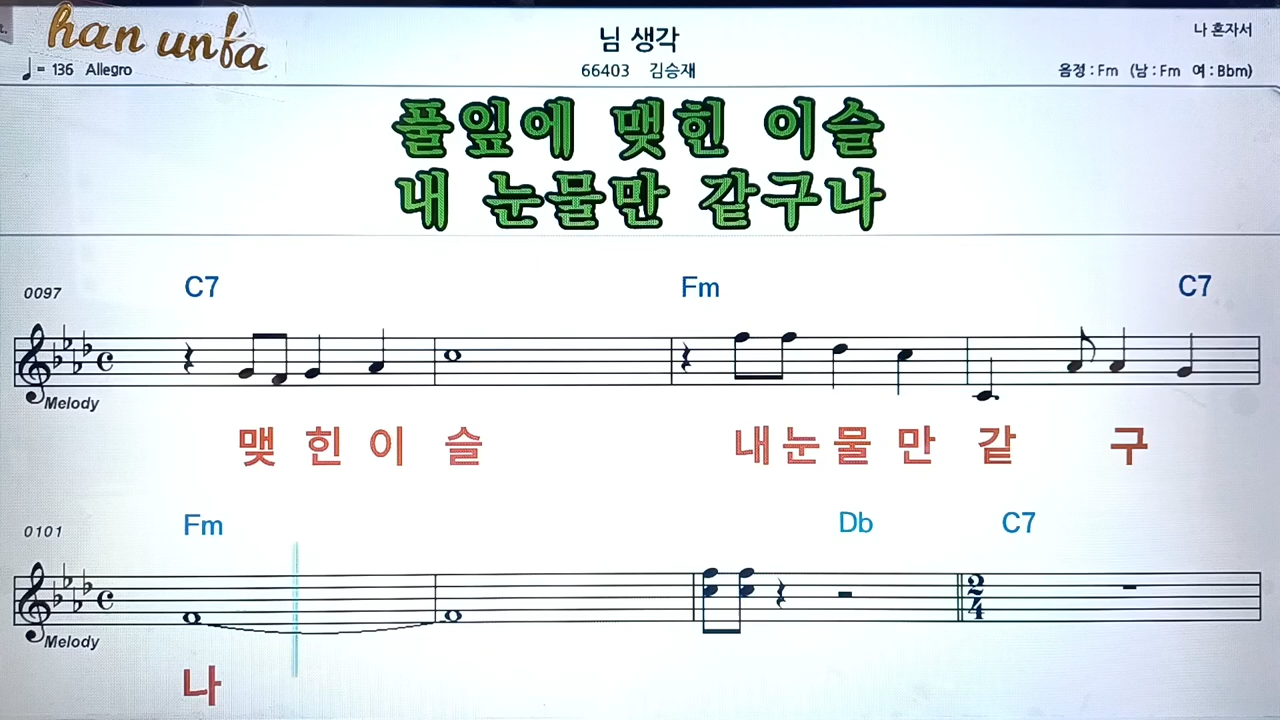 han unfa
님 생각
나 혼자서
♩= 136 Allegro
66403 김승재
음정 : Fm (남 : Fm 여 : Bbm)
풀잎에 맺힌 이슬
내 눈물만 같구나
0097 C7 Fm C7
Melody
맺 힌 이 슬 내 눈 물 만 같 구
0101 Fm Db C7
2
4
Melody
나